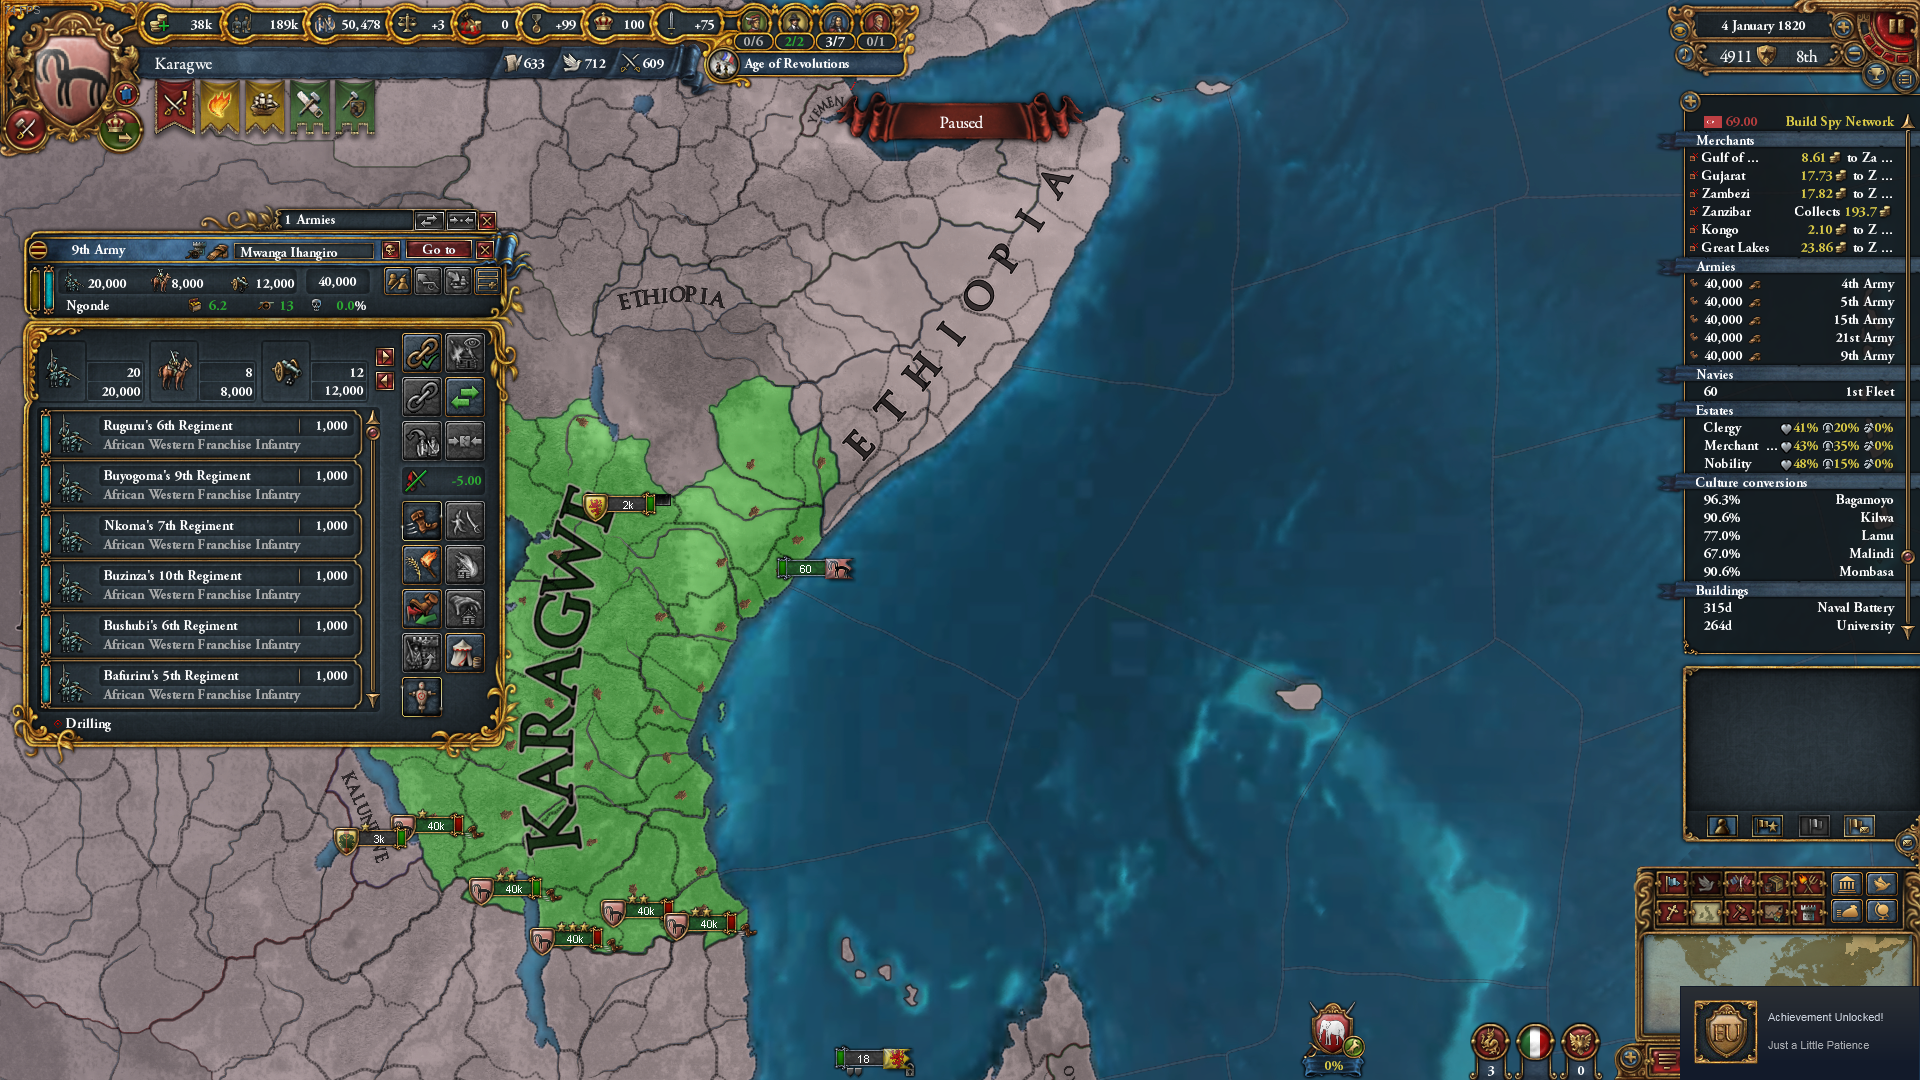 38k
189k
50,478
+3
0
+99
100
+75
0/6
2/2
3/7
0/1
Karagwe
633
712
609
Age of Revolutions
4 January 1820
4911
8th
Paused
YEMEN
ETHIOPIA
ETHIOPIA
KARAGWE
1 Armies
9th Army
Mwanga Ihangiro
Go to
20,000
8,000
12,000
40,000
Ngonde
6.2
13
0.0%
20
20,000
8
8,000
12
12,000
Ruguru's 6th Regiment
1,000
African Western Franchise Infantry
Buyogoma's 9th Regiment
1,000
African Western Franchise Infantry
Nkoma's 7th Regiment
1,000
African Western Franchise Infantry
Buzinza's 10th Regiment
1,000
African Western Franchise Infantry
Bushubi's 6th Regiment
1,000
African Western Franchise Infantry
Bafuriru's 5th Regiment
1,000
African Western Franchise Infantry
-5.00
Drilling
2k
60
40k
3k
40k
40k
40k
40k
18
69.00 Build Spy Network
Merchants
Gulf of ... 8.61 to Za ...
Gujarat 17.73 to Z ...
Zambezi 17.82 to Z ...
Zanzibar Collects 193.7
Kongo 2.10 to Z ...
Great Lakes 23.86 to Z ...
Armies
40,000 4th Army
40,000 5th Army
40,000 15th Army
40,000 21st Army
40,000 9th Army
Navies
60 1st Fleet
Estates
Clergy 41% 20% 0%
Merchant ... 43% 35% 0%
Nobility 48% 15% 0%
Culture conversions
96.3% Bagamoyo
90.6% Kilwa
77.0% Lamu
67.0% Malindi
90.6% Mombasa
Buildings
315d Naval Battery
264d University
0%
3
0
EU
Achievement Unlocked!
Just a Little Patience